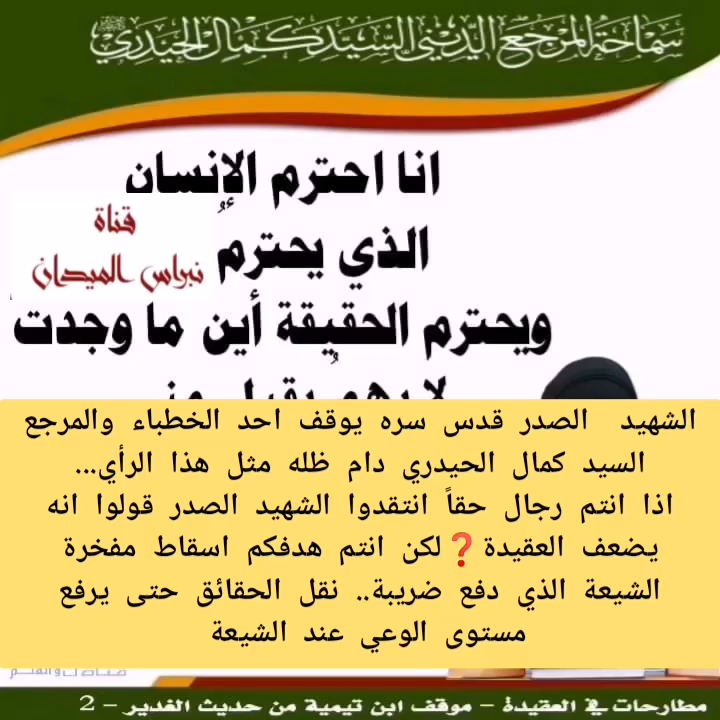 سماحة المرجع الديني السيد كمال الحيدري
انا احترم الإنسان
الذي يحترم
قناة
نبراس الميدان
ويحترم الحقيقة أين ما وجدت
الشهيد الصدر قدس سره يوقف احد الخطباء والمرجع
السيد كمال الحيدري دام ظله مثل هذا الرأي...
اذا انتم رجال حقاً انتقدوا الشهيد الصدر قولوا انه
يضعف العقيدة❓لكن انتم هدفكم اسقاط مفخرة
الشيعة الذي دفع ضريبة.. نقل الحقائق حتى يرفع
مستوى الوعي عند الشيعة
مطارحات في العقيدة - موقف ابن تيمية من حديث الغدير - 2